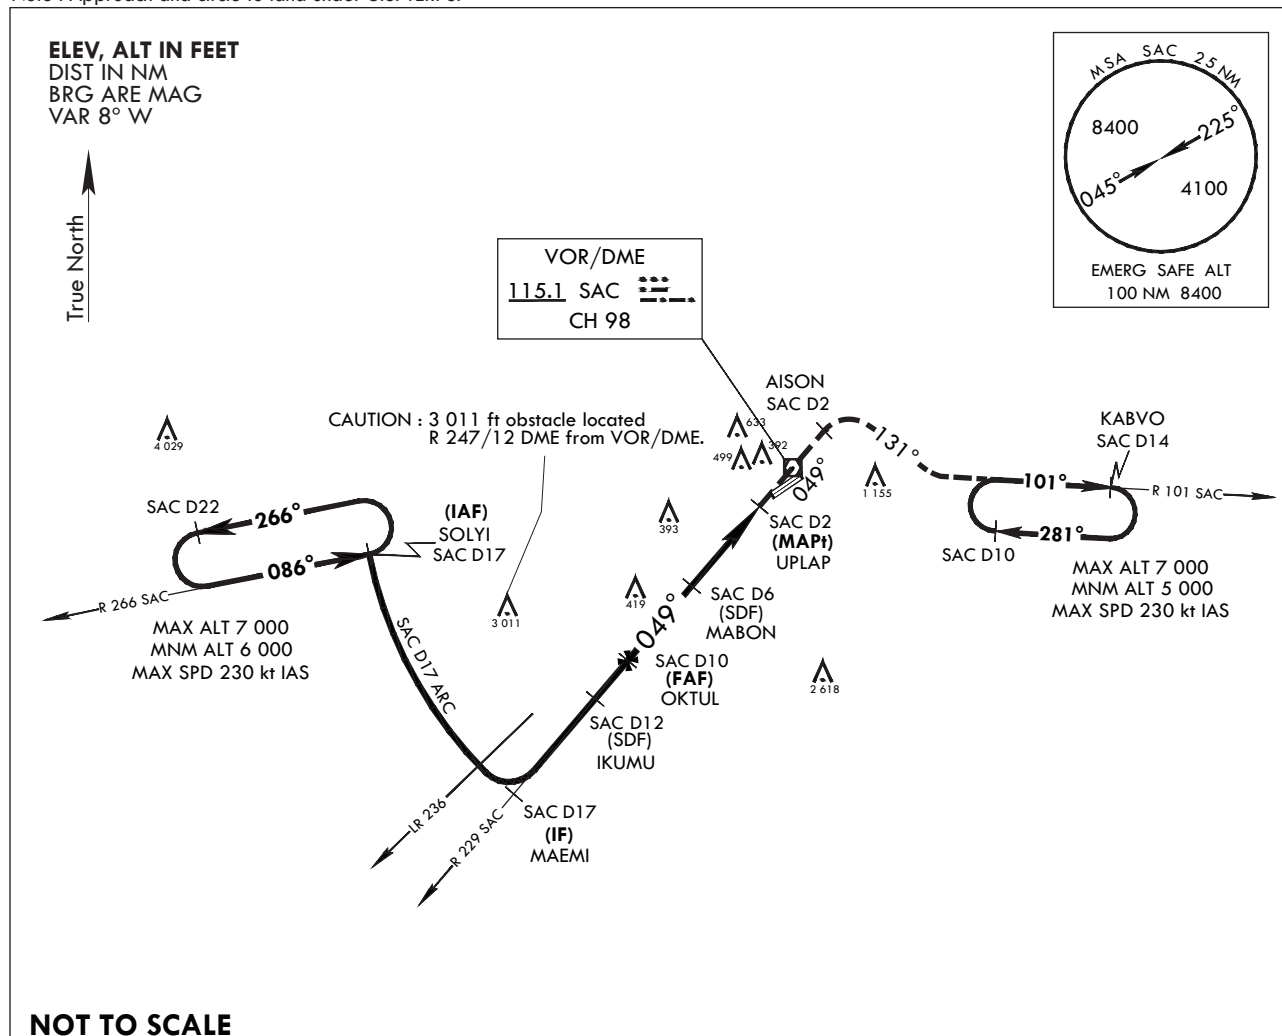 ELEV, ALT IN FEET
DIST IN NM
BRG ARE MAG
VAR 8° W
True North
MSA SAC 25 NM
8400
225°
045°
4100
EMERG SAFE ALT
100 NM 8400
VOR/DME
115.1 SAC
CH 98
CAUTION : 3 011 ft obstacle located
R 247/12 DME from VOR/DME.
4 029
AISON
SAC D2
633
392
499
131°
049°
1 155
KABVO
SAC D14
101°
R 101 SAC
281°
SAC D10
MAX ALT 7 000
MNM ALT 5 000
MAX SPD 230 kt IAS
SAC D22
266°
086°
(IAF)
SOLYI
SAC D17
R 266 SAC
MAX ALT 7 000
MNM ALT 6 000
MAX SPD 230 kt IAS
393
SAC D2
(MAPt)
UPLAP
419
3 011
SAC D6
(SDF)
MABON
049°
SAC D10
(FAF)
OKTUL
2 618
SAC D17 ARC
SAC D12
(SDF)
IKUMU
LR 236
R 229 SAC
SAC D17
(IF)
MAEMI
NOT TO SCALE